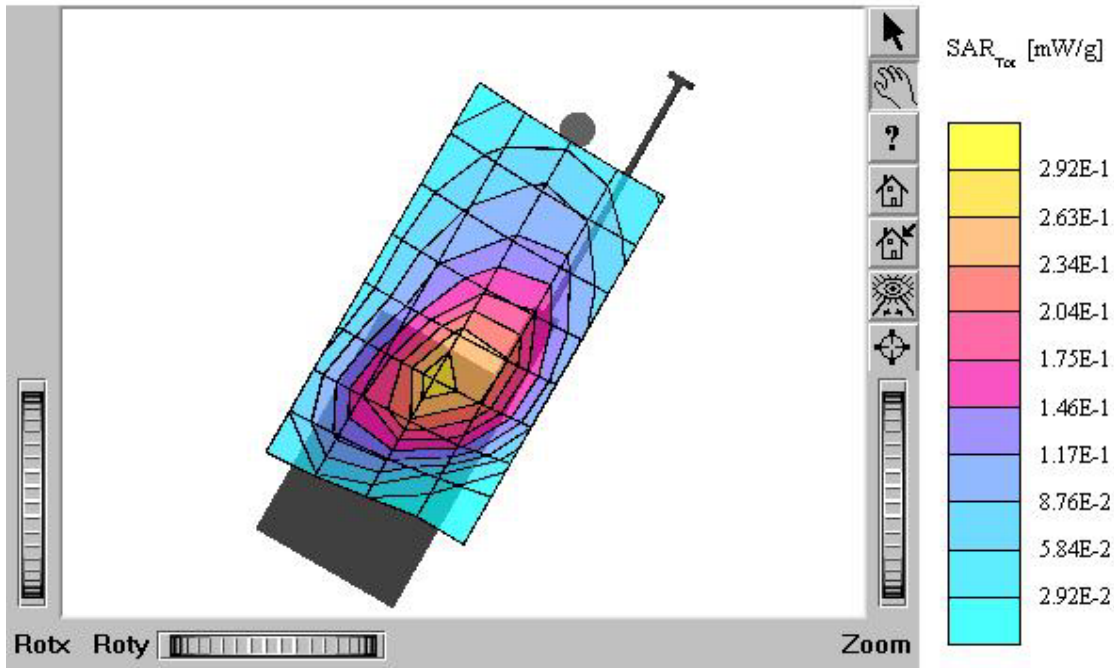 SAR_Tot [mW/g]
?
2.92E-1
2.63E-1
2.34E-1
2.04E-1
1.75E-1
1.46E-1
1.17E-1
8.76E-2
5.84E-2
2.92E-2
Rotx Roty Zoom